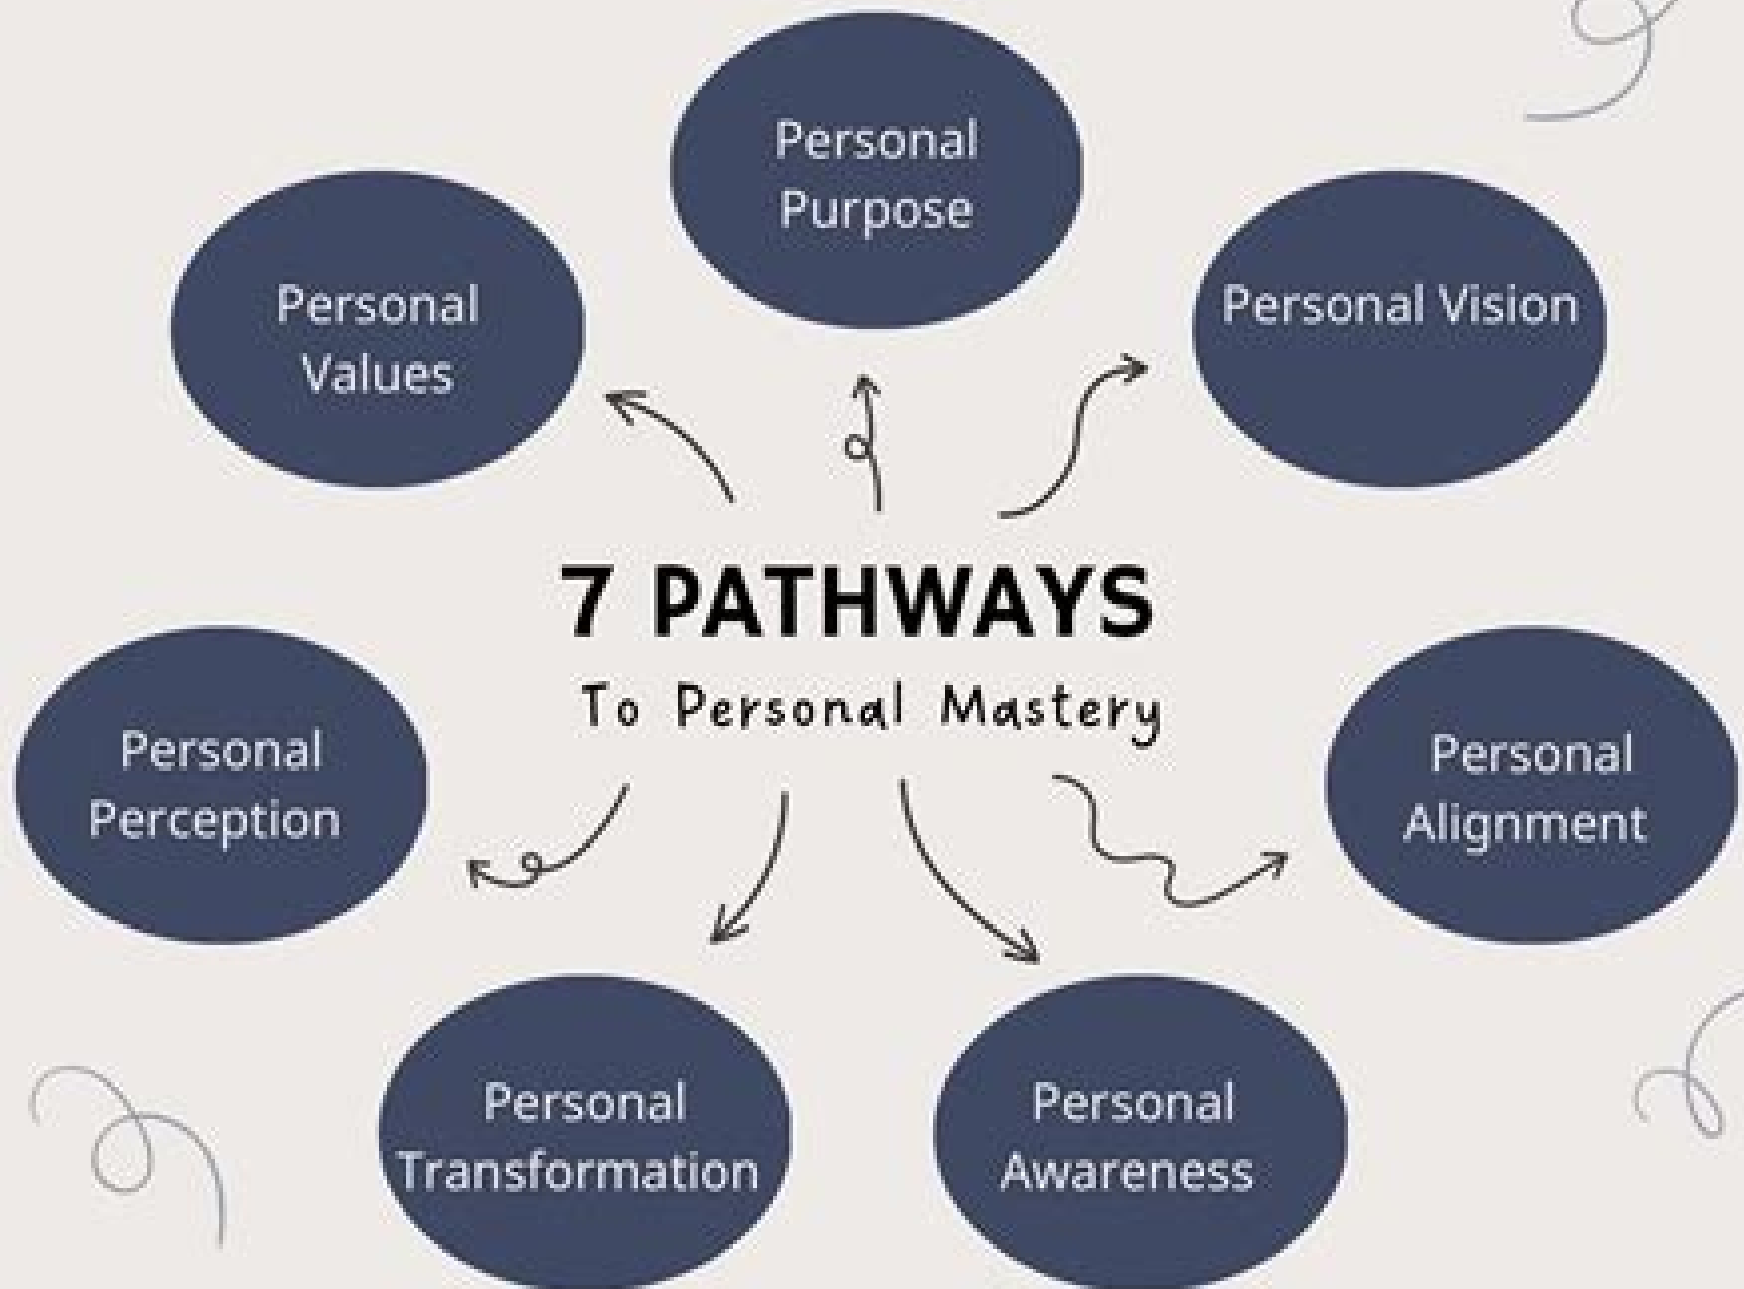 Personal
Purpose
Personal
Values
Personal Vision
7 PATHWAYS
To Personal Mastery
Personal
Perception
Personal
Alignment
Personal
Transformation
Personal
Awareness